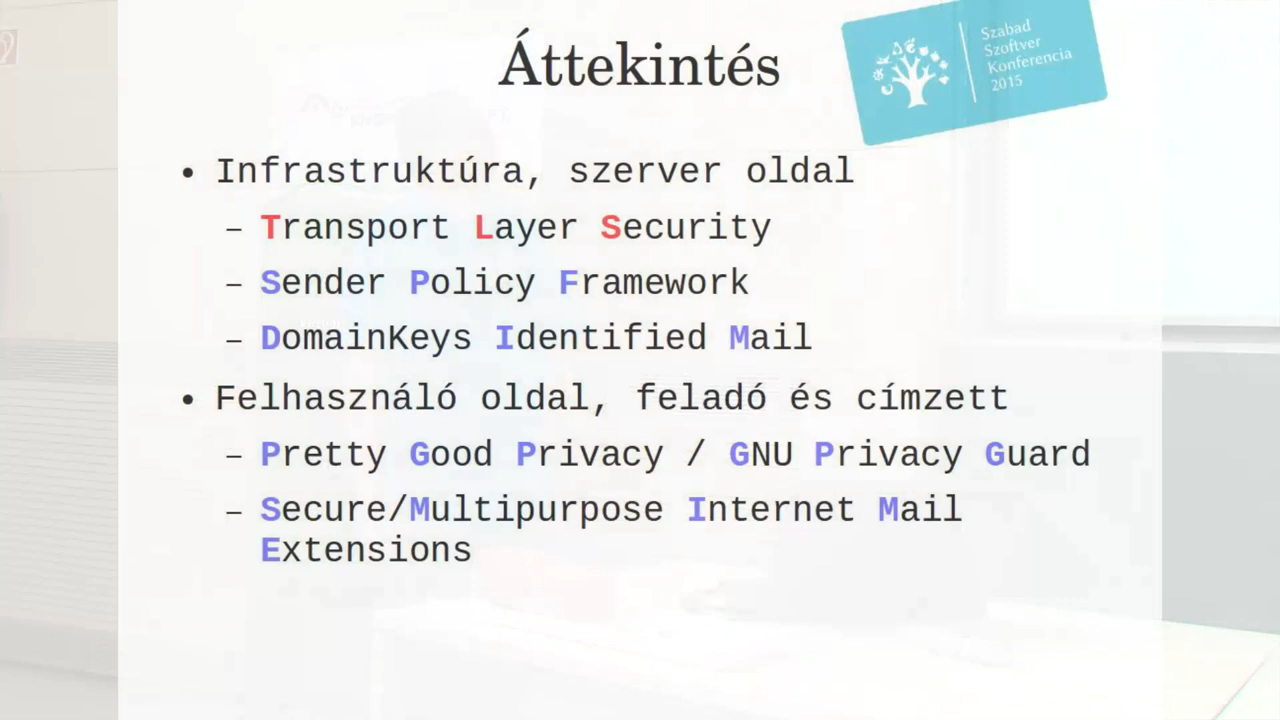 Áttekintés
Szabad
Szoftver
Konferencia
2015
• Infrastruktúra, szerver oldal
– Transport Layer Security
– Sender Policy Framework
– DomainKeys Identified Mail
• Felhasználó oldal, feladó és címzett
– Pretty Good Privacy / GNU Privacy Guard
– Secure/Multipurpose Internet Mail
Extensions